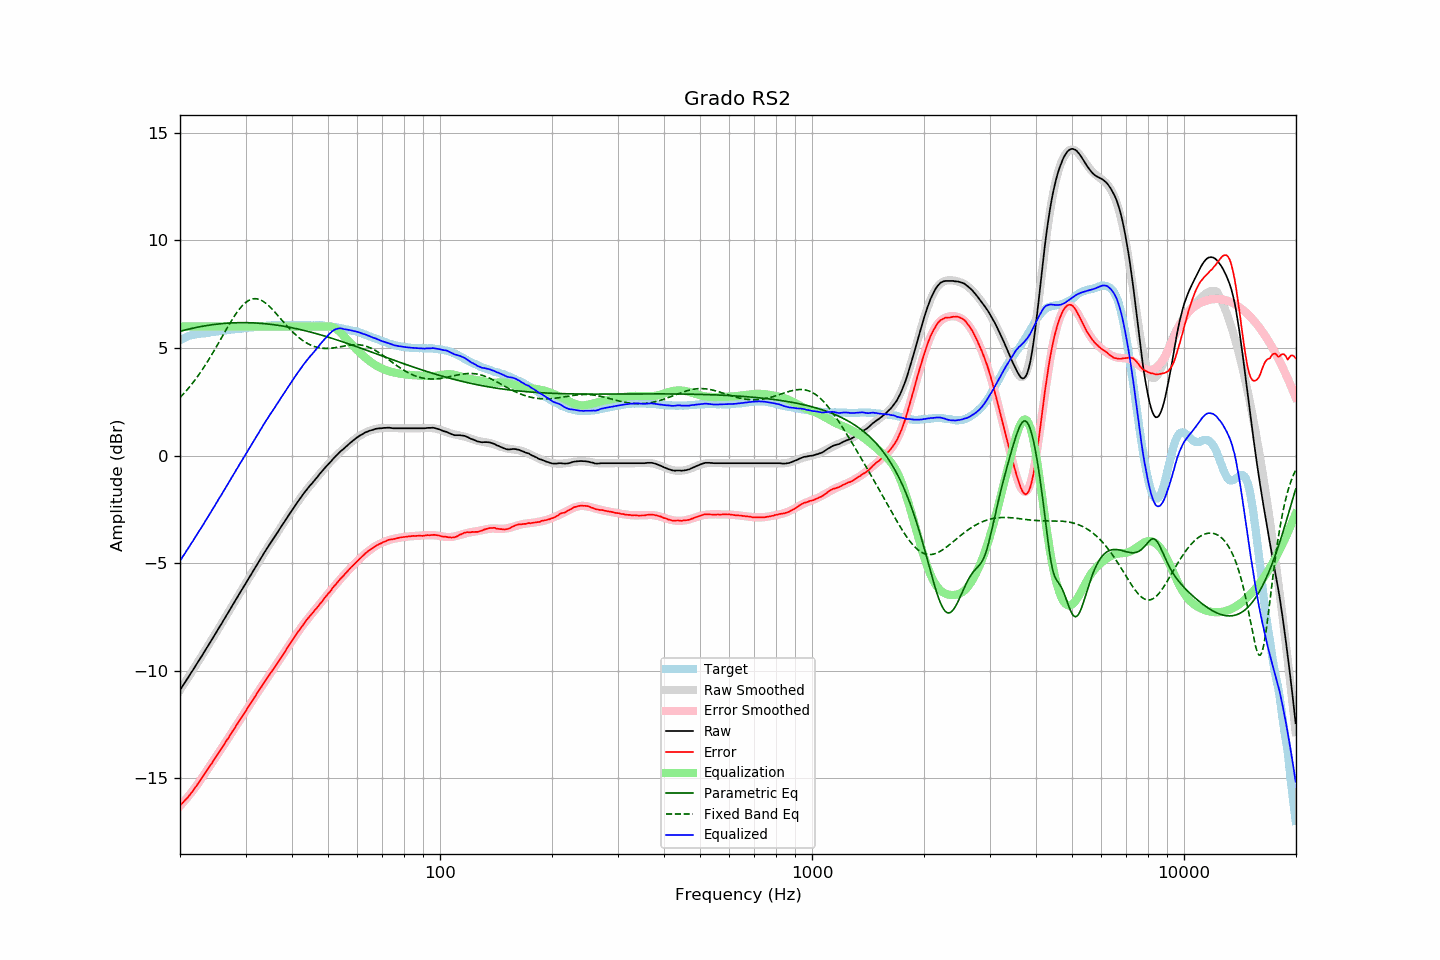 Grado RS2
Amplitude (dBr)
15
10
5
0
−5
−10
−15
Target
Raw Smoothed
Error Smoothed
Raw
Error
Equalization
Parametric Eq
Fixed Band Eq
Equalized
100
1000
10000
Frequency (Hz)